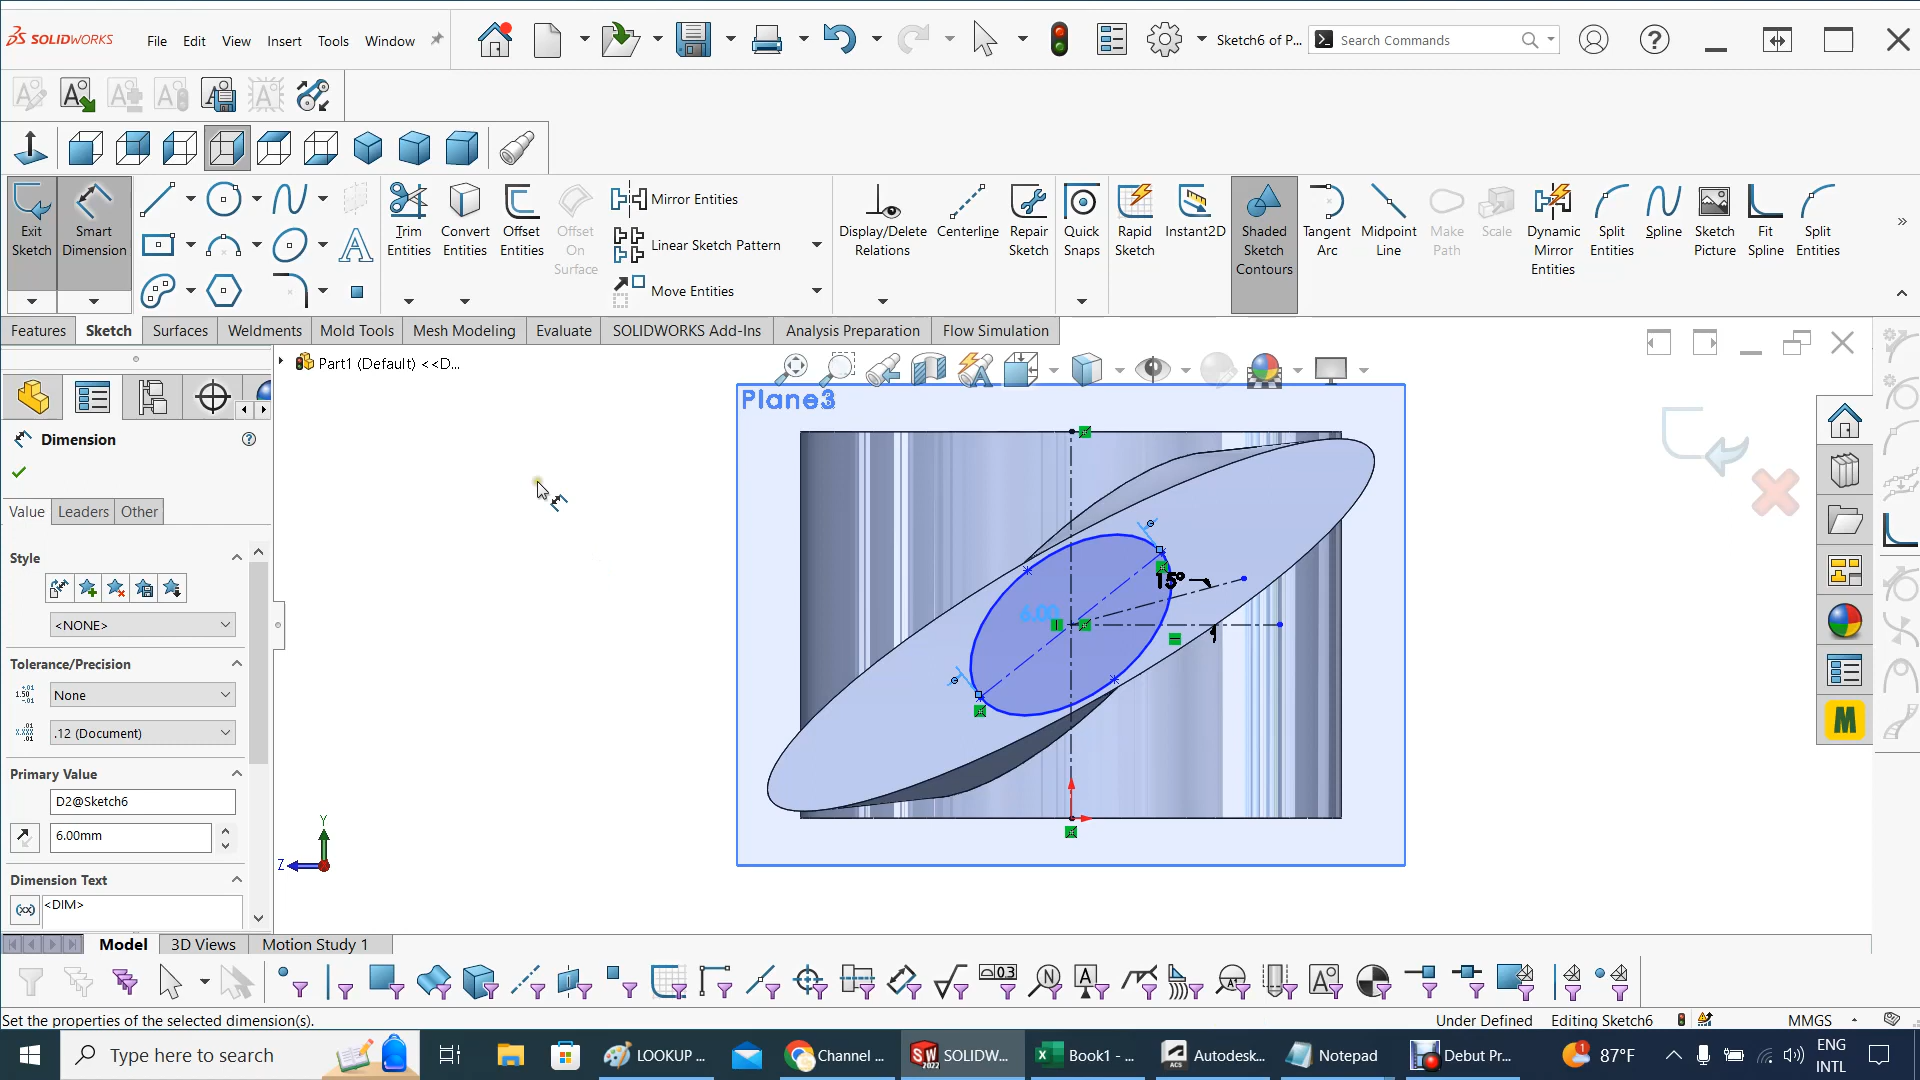 SOLIDWORKS
File Edit View Insert Tools Window
Sketch6 of P...
Search Commands
Exit Sketch
Smart Dimension
Trim Entities
Convert Entities
Offset Entities
Offset On Surface
Mirror Entities
Linear Sketch Pattern
Move Entities
Display/Delete Relations
Centerline
Repair Sketch
Quick Snaps
Rapid Sketch
Instant2D
Shaded Sketch Contours
Tangent Arc
Midpoint Line
Make Path
Scale
Dynamic Mirror Entities
Split Entities
Spline
Sketch Picture
Fit Spline
Split Entities
Features Sketch Surfaces Weldments Mold Tools Mesh Modeling Evaluate SOLIDWORKS Add-Ins Analysis Preparation Flow Simulation
Part1 (Default) <<D...
Dimension
Value Leaders Other
Style
<NONE>
Tolerance/Precision
None
.12 (Document)
Primary Value
D2@Sketch6
6.00mm
Dimension Text
<DIM>
Plane3
15°
6.00
Y
Z
M
Model 3D Views Motion Study 1
Set the properties of the selected dimension(s).
Under Defined Editing Sketch6 MMGS
Type here to search
LOOKUP ...
Channel ...
SOLIDW...
Book1 - ...
Autodesk...
Notepad
Debut Pr...
87°F
ENG
INTL